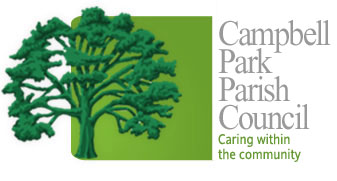 Campbell
Park
Parish
Council
Caring within
the community